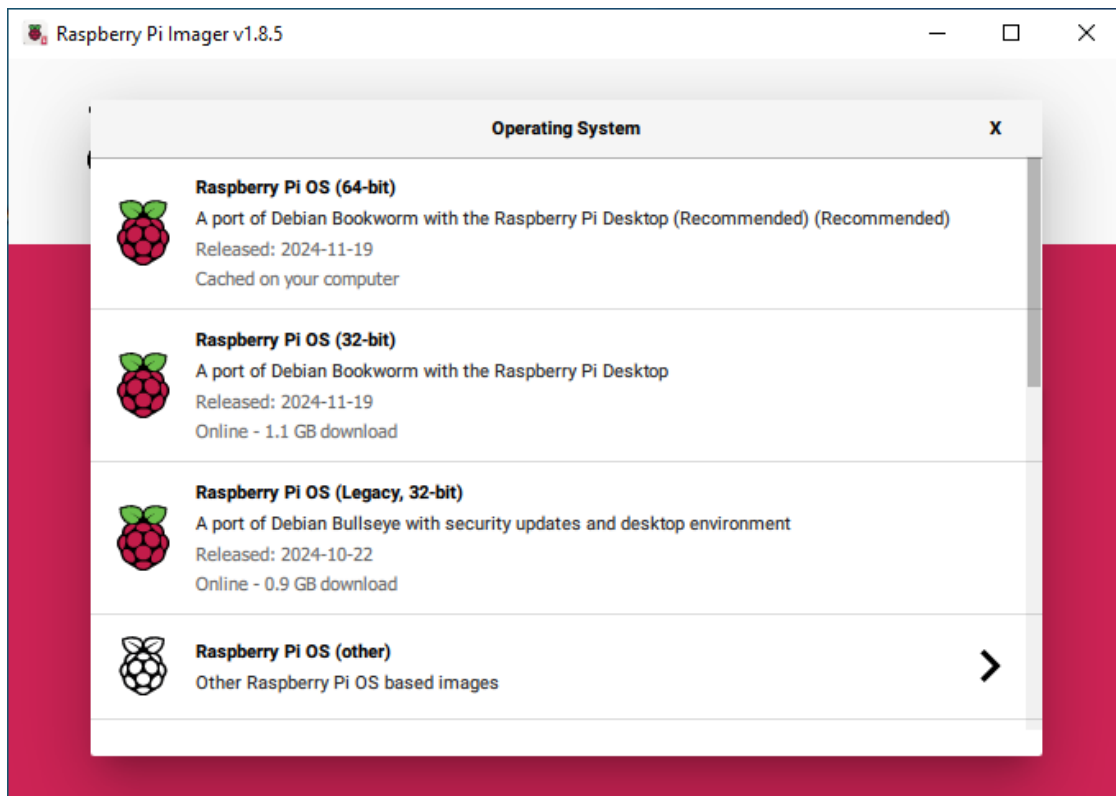 Raspberry Pi Imager v1.8.5
Operating System
X
Raspberry Pi OS (64-bit)
A port of Debian Bookworm with the Raspberry Pi Desktop (Recommended) (Recommended)
Released: 2024-11-19
Cached on your computer
Raspberry Pi OS (32-bit)
A port of Debian Bookworm with the Raspberry Pi Desktop
Released: 2024-11-19
Online - 1.1 GB download
Raspberry Pi OS (Legacy, 32-bit)
A port of Debian Bullseye with security updates and desktop environment
Released: 2024-10-22
Online - 0.9 GB download
Raspberry Pi OS (other)
Other Raspberry Pi OS based images